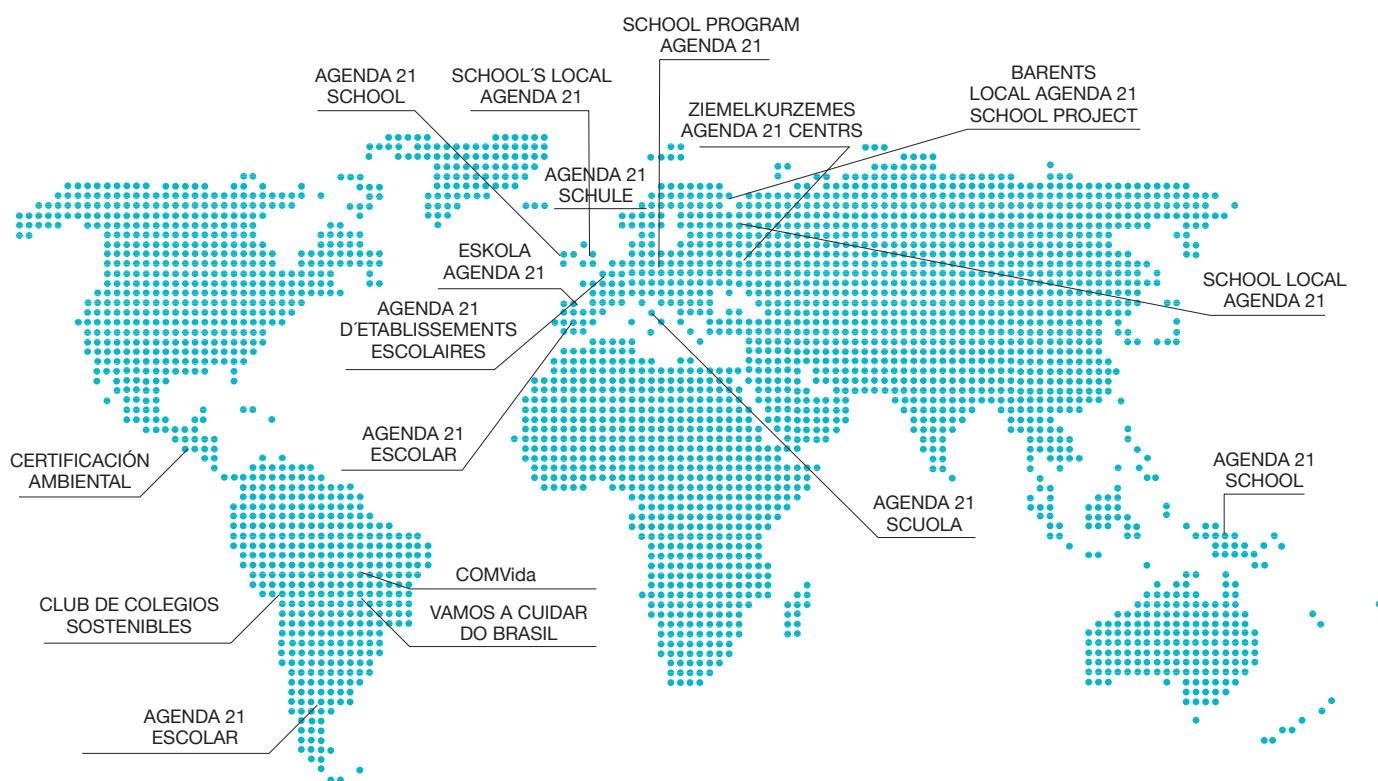 SCHOOL PROGRAM
AGENDA 21
AGENDA 21
SCHOOL
SCHOOL´S LOCAL
AGENDA 21
BARENTS
LOCAL AGENDA 21
SCHOOL PROJECT
ZIEMELKURZEMES
AGENDA 21 CENTRS
AGENDA 21
SCHULE
ESKOLA
AGENDA 21
SCHOOL LOCAL
AGENDA 21
AGENDA 21
D´ETABLISSEMENTS
ESCOLAIRES
AGENDA 21
ESCOLAR
CERTIFICACIÓN
AMBIENTAL
AGENDA 21
SCHOOL
AGENDA 21
SCUOLA
COMVida
CLUB DE COLEGIOS
SOSTENIBLES
VAMOS A CUIDAR
DO BRASIL
AGENDA 21
ESCOLAR